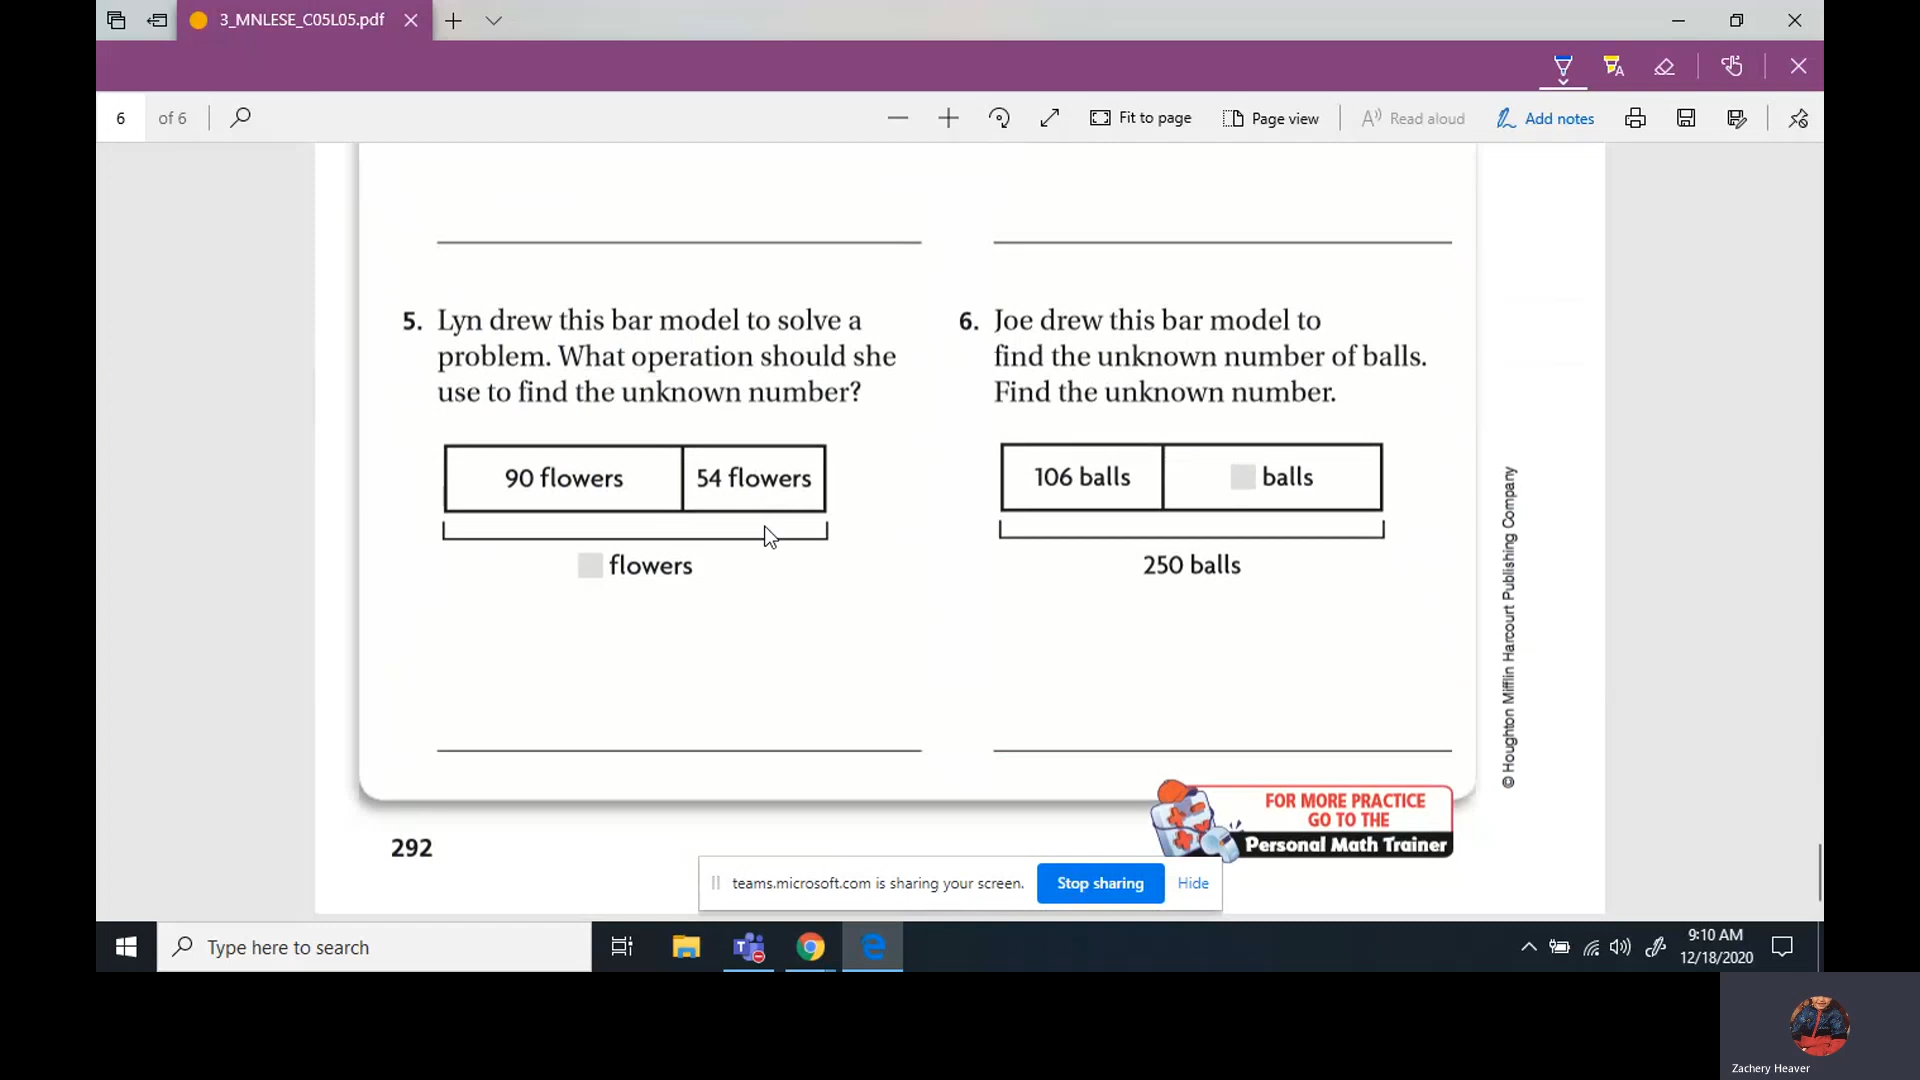 3_MNLESE_C05L05.pdf
6 of 6
Fit to page
Page view
Read aloud
Add notes
5. Lyn drew this bar model to solve a
problem. What operation should she
use to find the unknown number?
90 flowers 54 flowers
flowers
6. Joe drew this bar model to
find the unknown number of balls.
Find the unknown number.
106 balls balls
250 balls
© Houghton Mifflin Harcourt Publishing Company
FOR MORE PRACTICE
GO TO THE
Personal Math Trainer
292
teams.microsoft.com is sharing your screen.
Stop sharing
Hide
Type here to search
9:10 AM
12/18/2020
Zachery Heaver